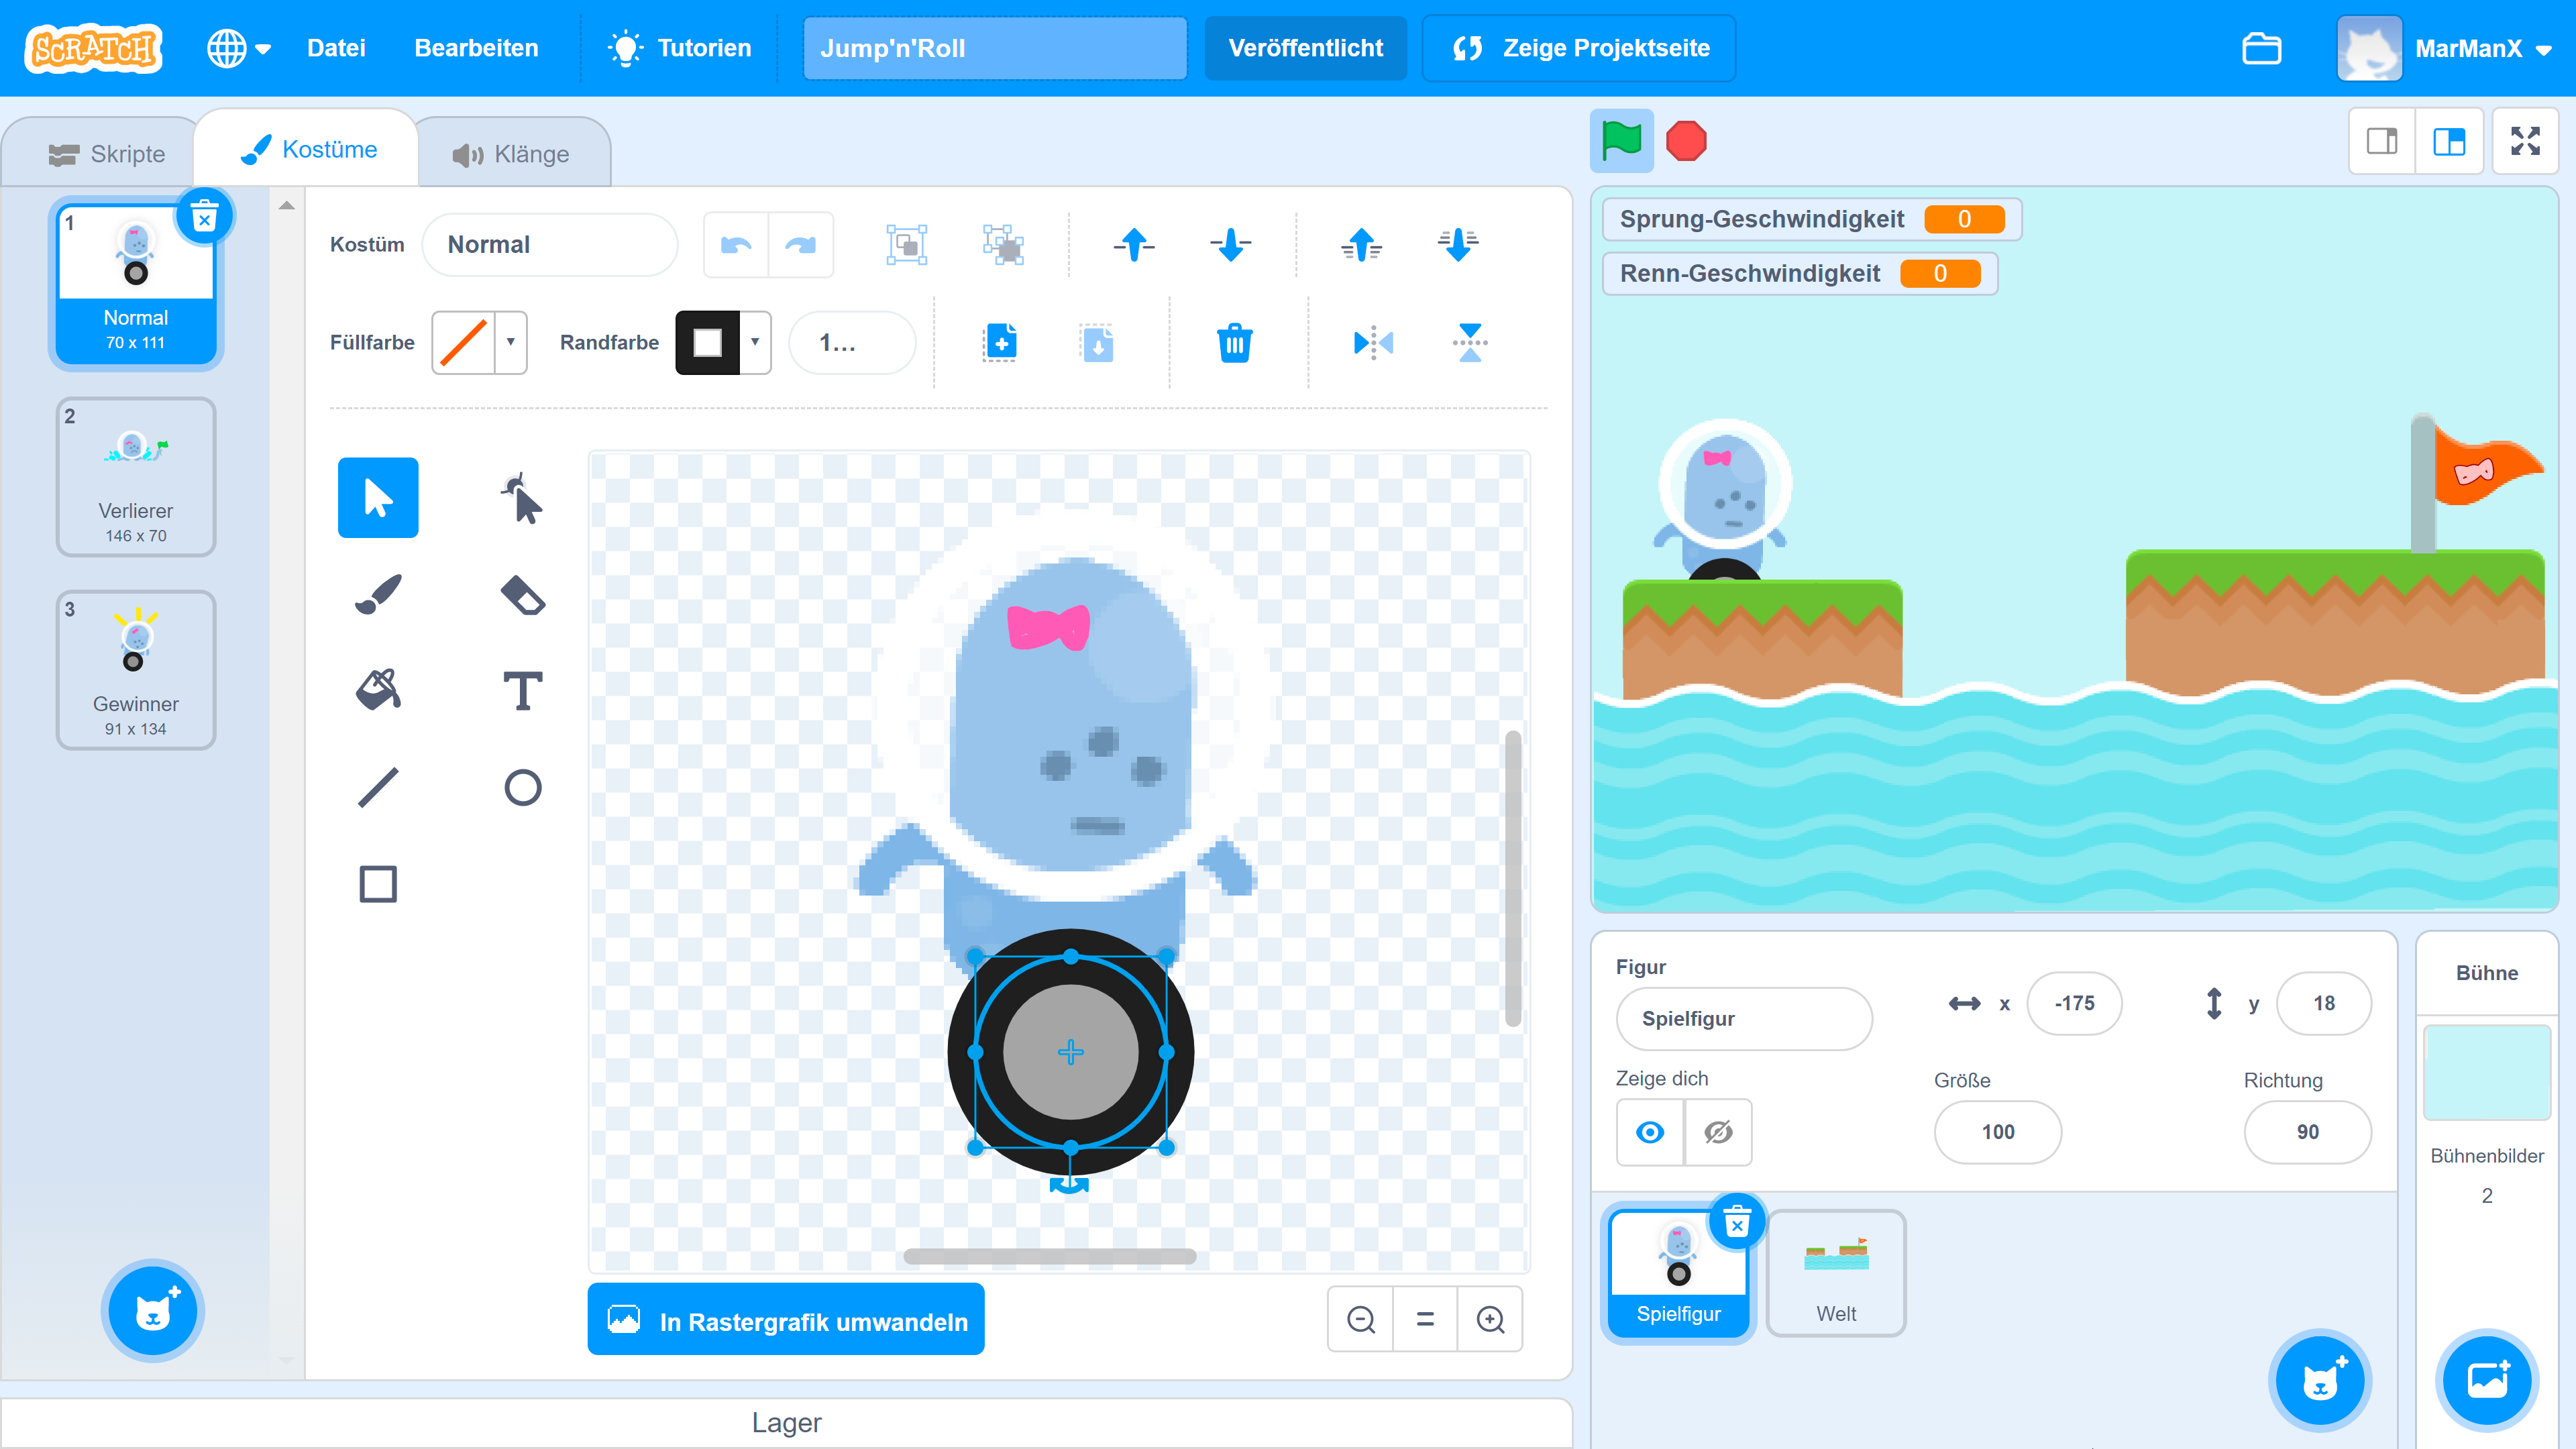 SCRATCH
Datei
Bearbeiten
Tutorien
Jump'n'Roll
Veröffentlicht
Zeige Projektseite
MarManX
Skripte
Kostüme
Klänge
1
Normal
70 x 111
2
Verlierer
146 x 70
3
Gewinner
91 x 134
Kostüm
Normal
Füllfarbe
Randfarbe
1...
T
In Rastergrafik umwandeln
Lager
Sprung-Geschwindigkeit 0
Renn-Geschwindigkeit 0
Figur
Spielfigur
x -175
y 18
Zeige dich
Größe
100
Richtung
90
Spielfigur
Welt
Bühne
Bühnenbilder
2